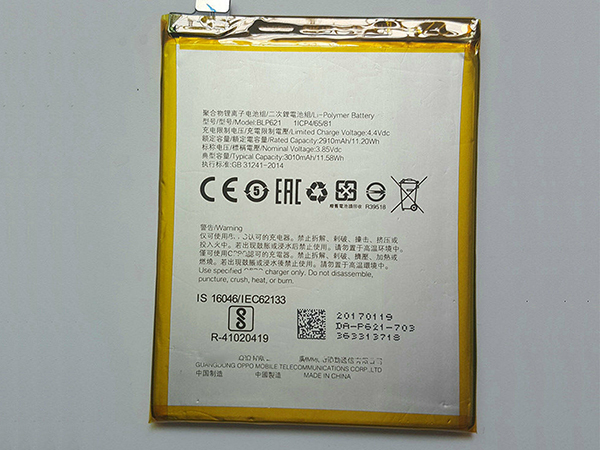 聚合物锂离子电池组/二次鋰電池組/Li-Polymer Battery
型号/型号/Model: BLP621 1ICP4/65/81
充电限制电压/充電限制電壓/Limited Charge Voltage: 4.4Vdc
额定容量/額定容量/Rated Capacity: 2910mAh/11.20Wh
标称电压/標稱電壓/Nominal Voltage: 3.85Vdc
典型容量/Typical Capacity: 3010mAh/11.58Wh
执行标准: GB 31241-2014
CE 5 EAC
廢電池請回收 R39518
警告/Warning
仅可使用 认可的充电器。禁止拆解、刺破、撞击、挤压或
投入火中。若出现鼓胀或浸水后禁止使用。请勿置于高温环境中。
僅可使用 認可的充電器。禁止拆解、刺破、擠壓、加熱或
燃燒。若出現鼓脹或浸水後禁止使用。請勿置于高溫環境中。
Use specified charger only. Do not disassemble,
puncture, crush, heat, or burn.
IS 16046/IEC62133
R-41020419
20170119
DA-P621-703
363313718
GUANGDONG OPPO MOBILE TELECOMMUNICATIONS CORP., LTD.
中国制造 中國製造 MADE IN CHINA